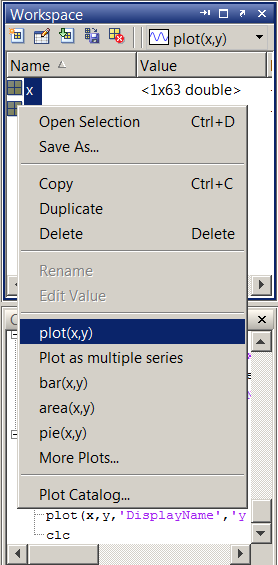 Workspace
plot(x,y)
Name Value
x <1x63 double>
Open Selection Ctrl+D
Save As...
Copy Ctrl+C
Duplicate
Delete Delete
Rename
Edit Value
plot(x,y)
Plot as multiple series
bar(x,y)
area(x,y)
pie(x,y)
More Plots...
Plot Catalog...
plot(x,y,'DisplayName','y
clc